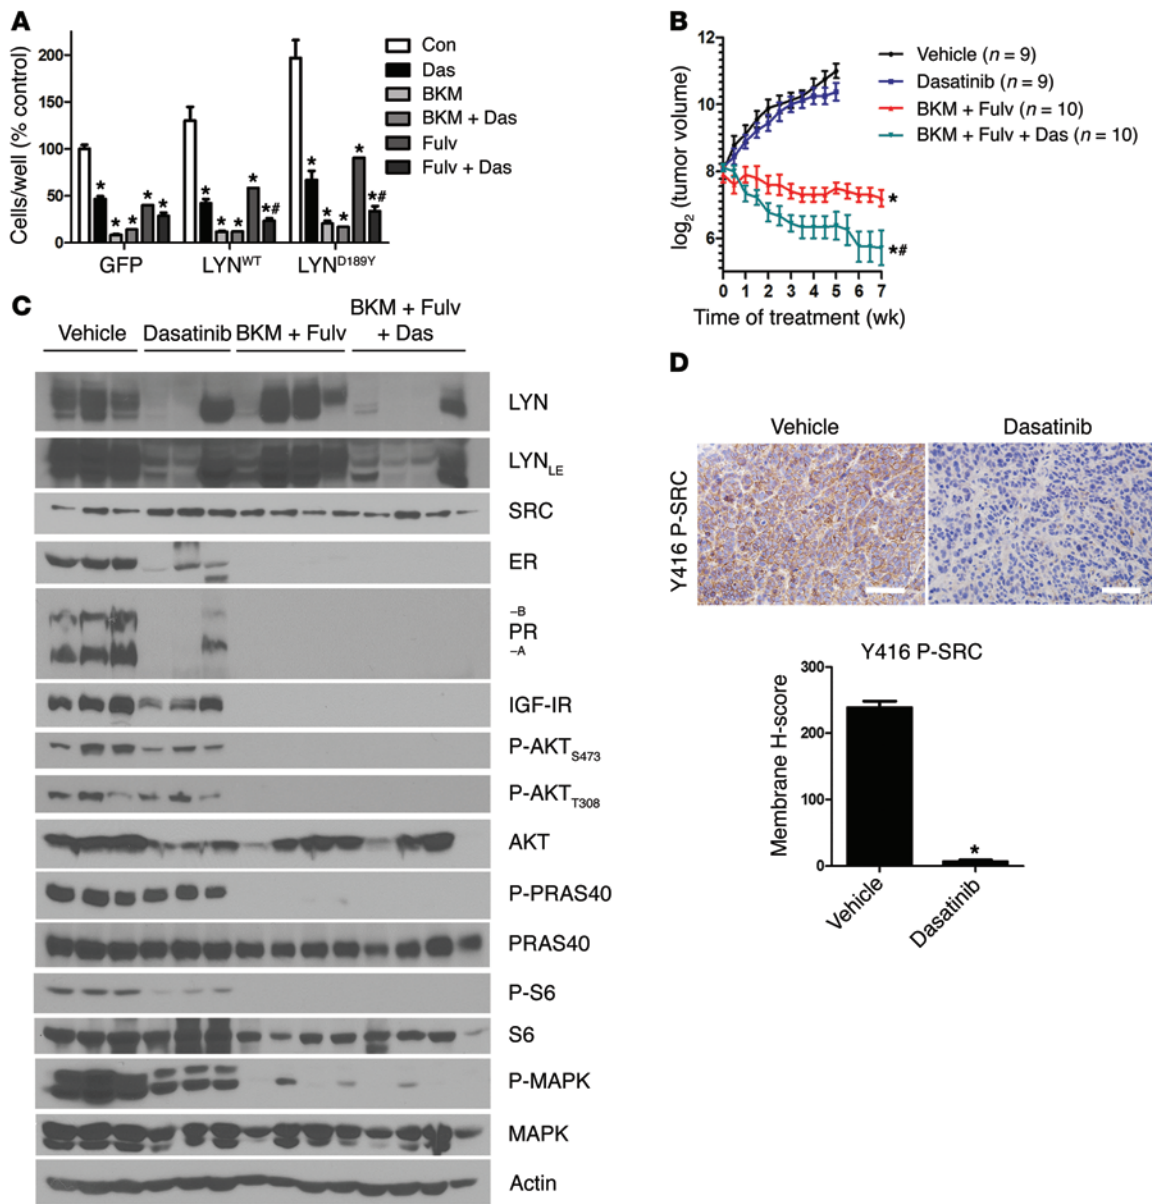 A
Cells/well (% control)
200
150
100
50
0
* * * * *
* * * * *#
* * * * *#
GFP
LYNWT
LYND189Y
Con
Das
BKM
BKM + Das
Fulv
Fulv + Das
B
log2 (tumor volume)
12
10
8
6
0 1 2 3 4 5 6 7
Time of treatment (wk)
Vehicle (n = 9)
Dasatinib (n = 9)
BKM + Fulv (n = 10)
BKM + Fulv + Das (n = 10)
*
*#
C
Vehicle
Dasatinib
BKM + Fulv
BKM + Fulv
+ Das
LYN
LYNLE
SRC
ER
–B
PR
–A
IGF-IR
P-AKTS473
P-AKTT308
AKT
P-PRAS40
PRAS40
P-S6
S6
P-MAPK
MAPK
Actin
D
Vehicle
Dasatinib
Y416 P-SRC
Y416 P-SRC
Membrane H-score
300
200
100
0
*
Vehicle
Dasatinib